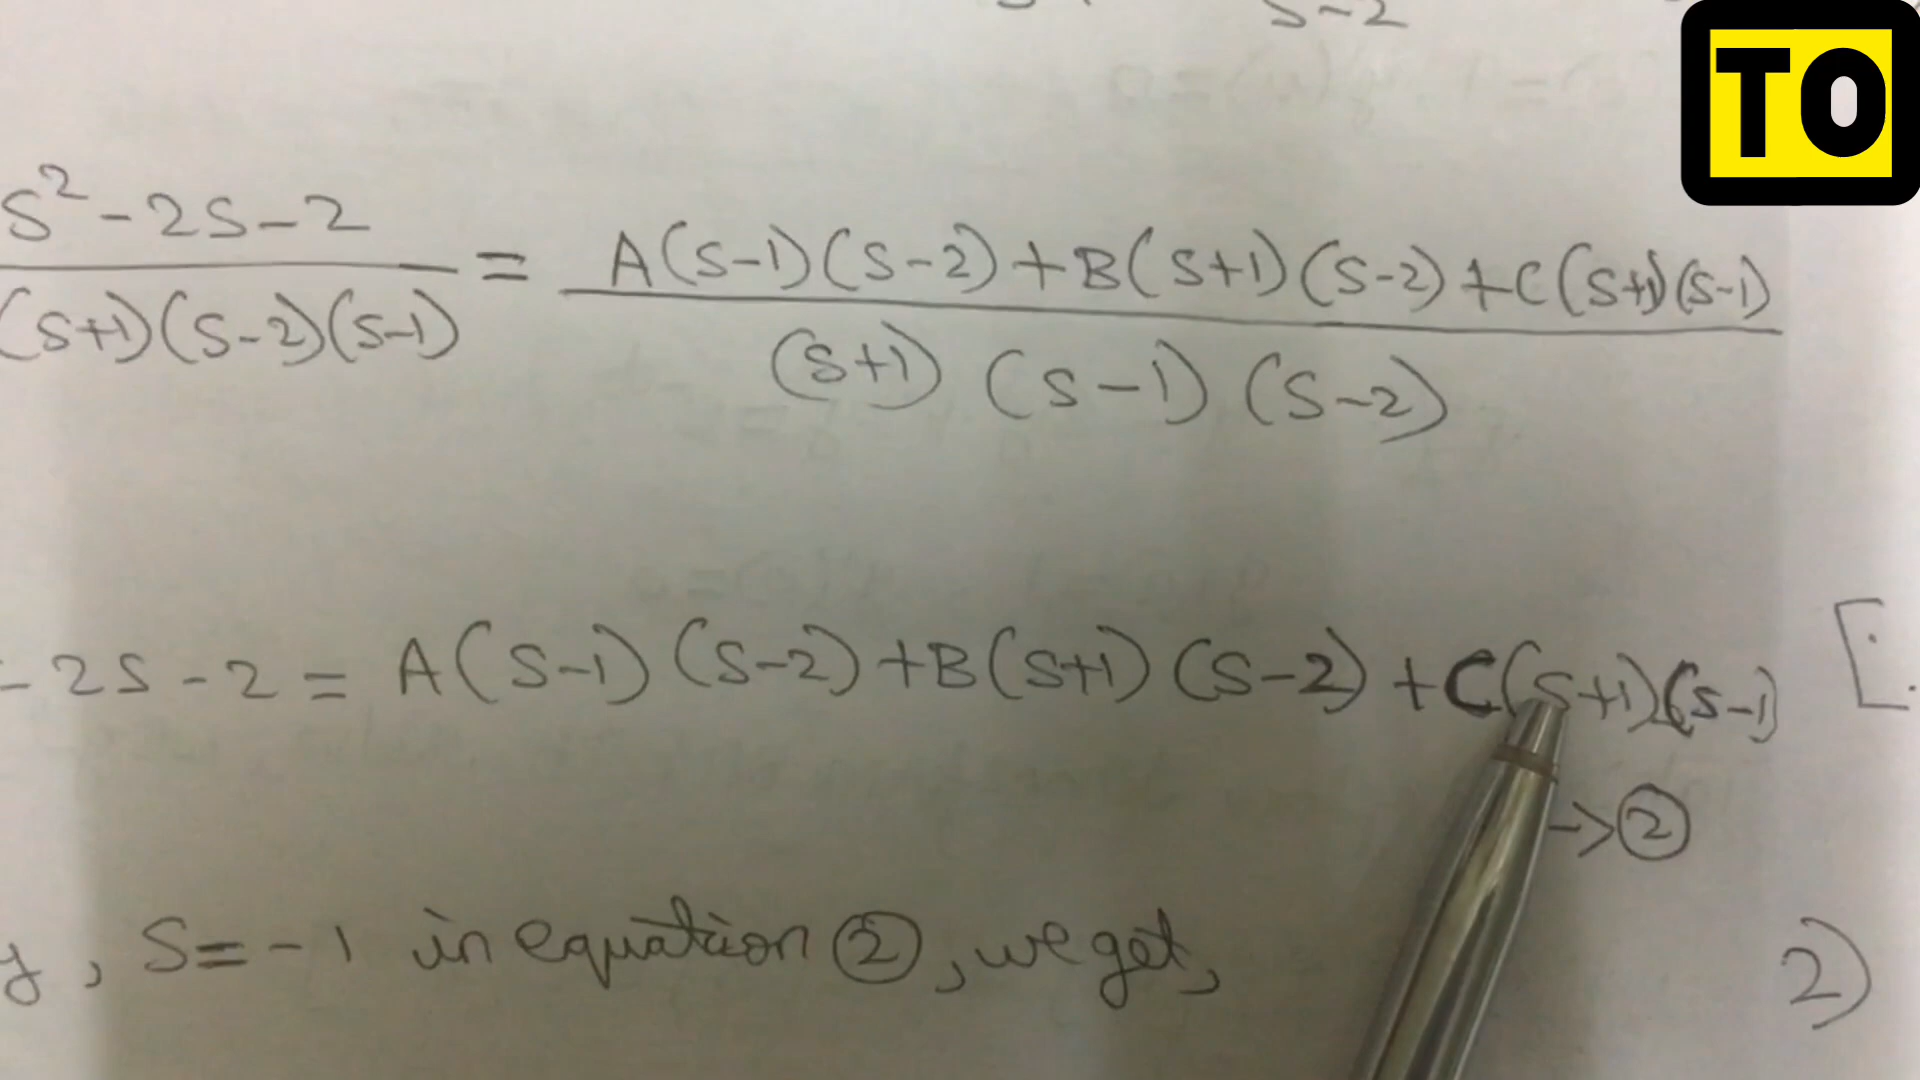 S-2
TO
S²-2S-2
(S+1)(S-2)(S-1)
=
A(S-1)(S-2)+B(S+1)(S-2)+C(S+1)(S-1)
(S+1) (S-1) (S-2)
-2S-2 = A(S-1)(S-2)+B(S+1)(S-2)+C(S+1)(S-1) [∵
→②
y, S=-1 in equation ②, we get,
2)